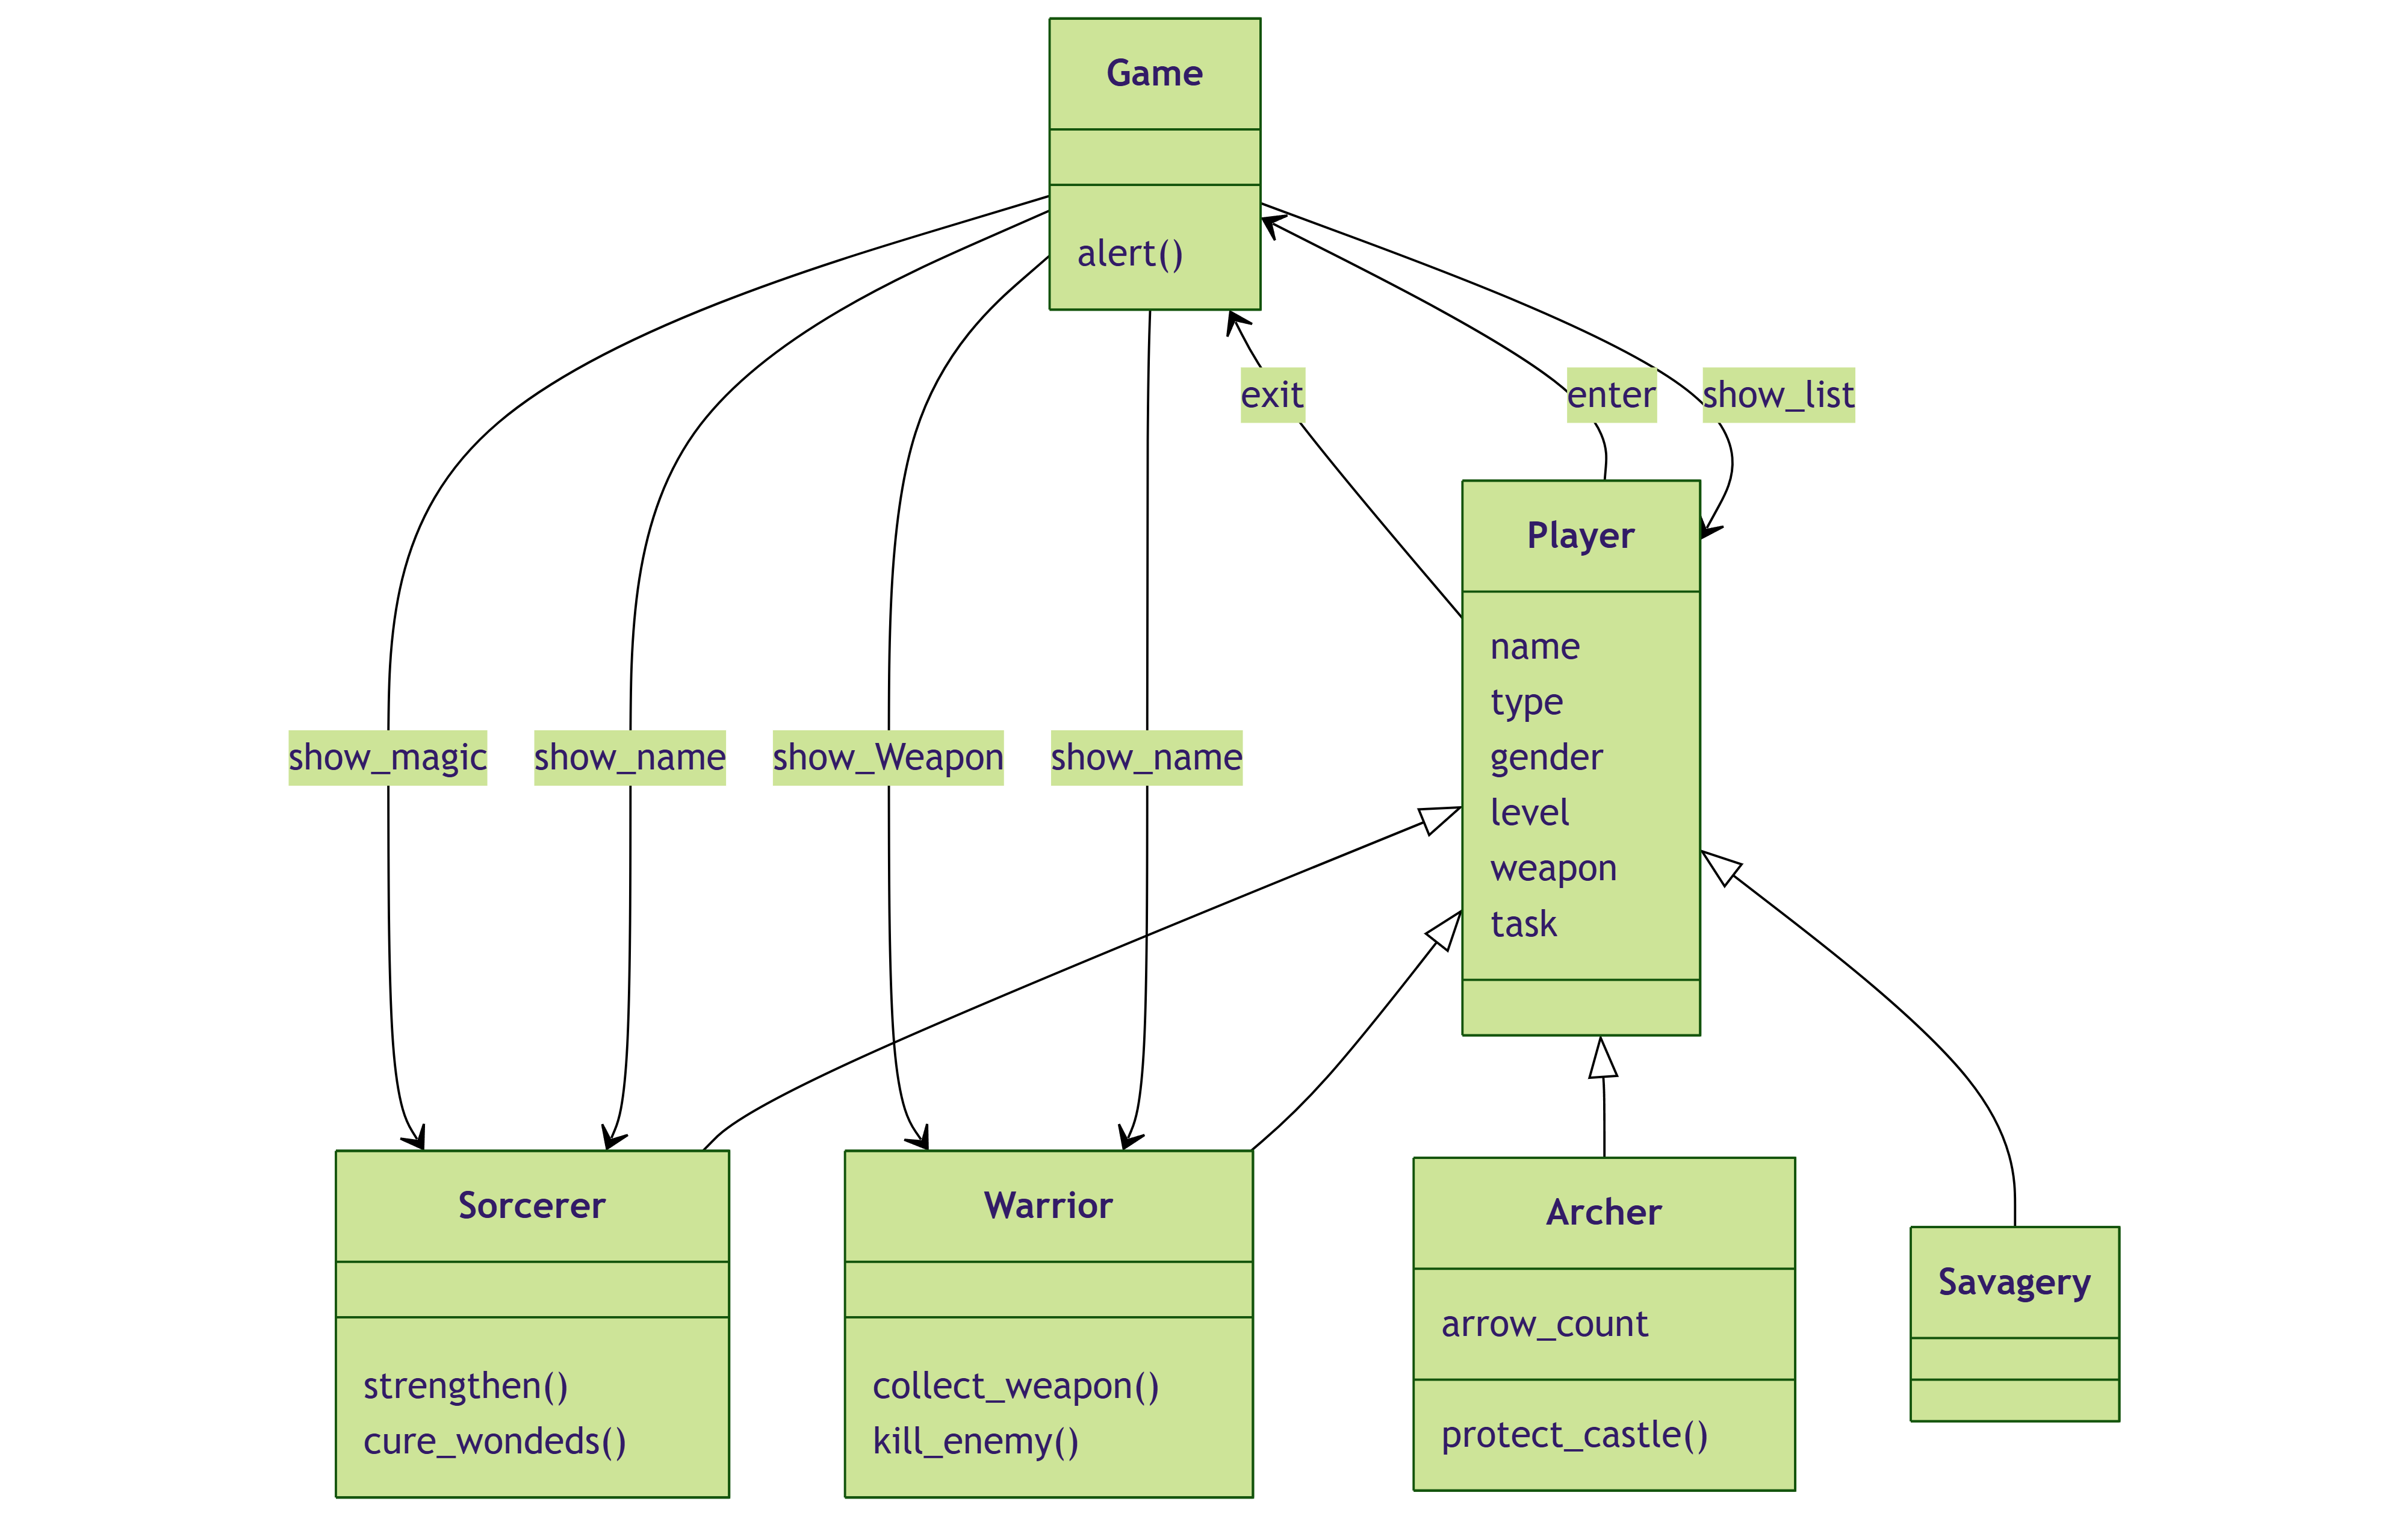 Game
alert()
exit
enter
show_list
Player
name
type
gender
level
weapon
task
show_magic
show_name
show_Weapon
show_name
Sorcerer
strengthen()
cure_wondeds()
Warrior
collect_weapon()
kill_enemy()
Archer
arrow_count
protect_castle()
Savagery